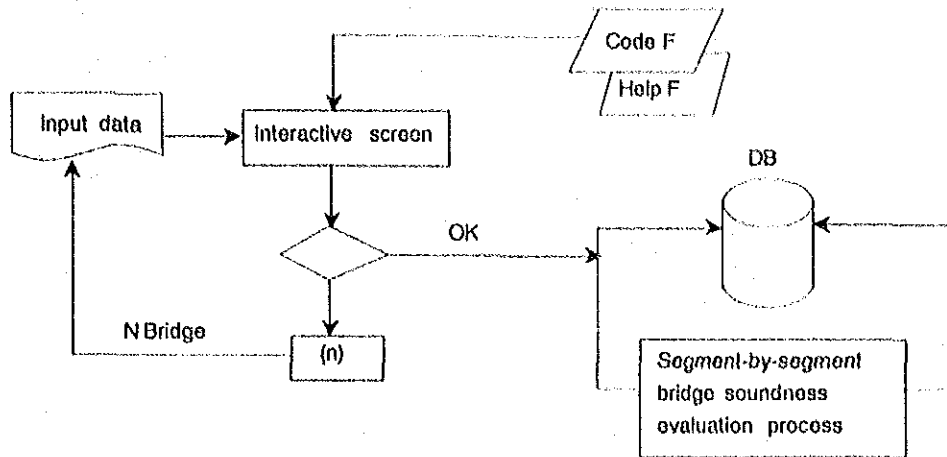 Code F
Help F
Input data
Interactive screen
DB
OK
N Bridge
(n)
Segment-by-segment
bridge soundness
evaluation process